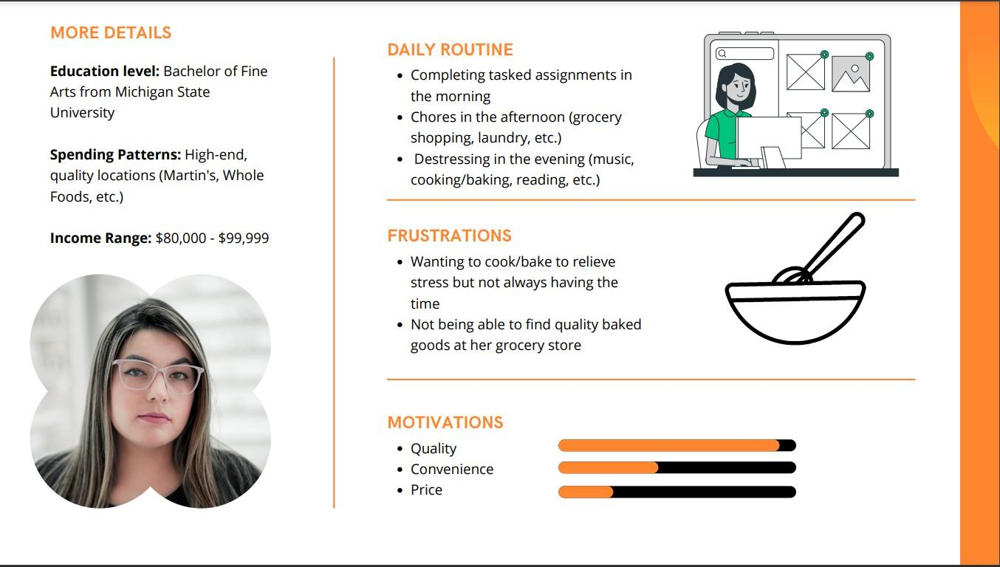 MORE DETAILS
Education level: Bachelor of Fine
Arts from Michigan State
University
Spending Patterns: High-end,
quality locations (Martin's, Whole
Foods, etc.)
Income Range: $80,000 - $99,999
DAILY ROUTINE
• Completing tasked assignments in
the morning
• Chores in the afternoon (grocery
shopping, laundry, etc.)
• Destressing in the evening (music,
cooking/baking, reading, etc.)
FRUSTRATIONS
• Wanting to cook/bake to relieve
stress but not always having the
time
• Not being able to find quality baked
goods at her grocery store
MOTIVATIONS
• Quality
• Convenience
• Price